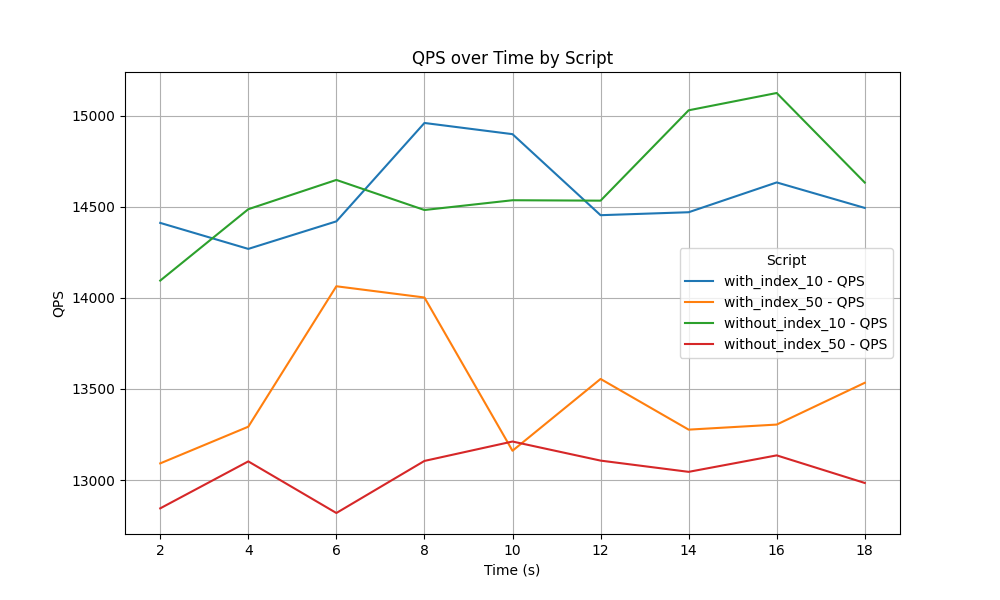 QPS over Time by Script
15000
14500
14000
13500
13000
QPS
Script
with_index_10 - QPS
with_index_50 - QPS
without_index_10 - QPS
without_index_50 - QPS
2 4 6 8 10 12 14 16 18
Time (s)